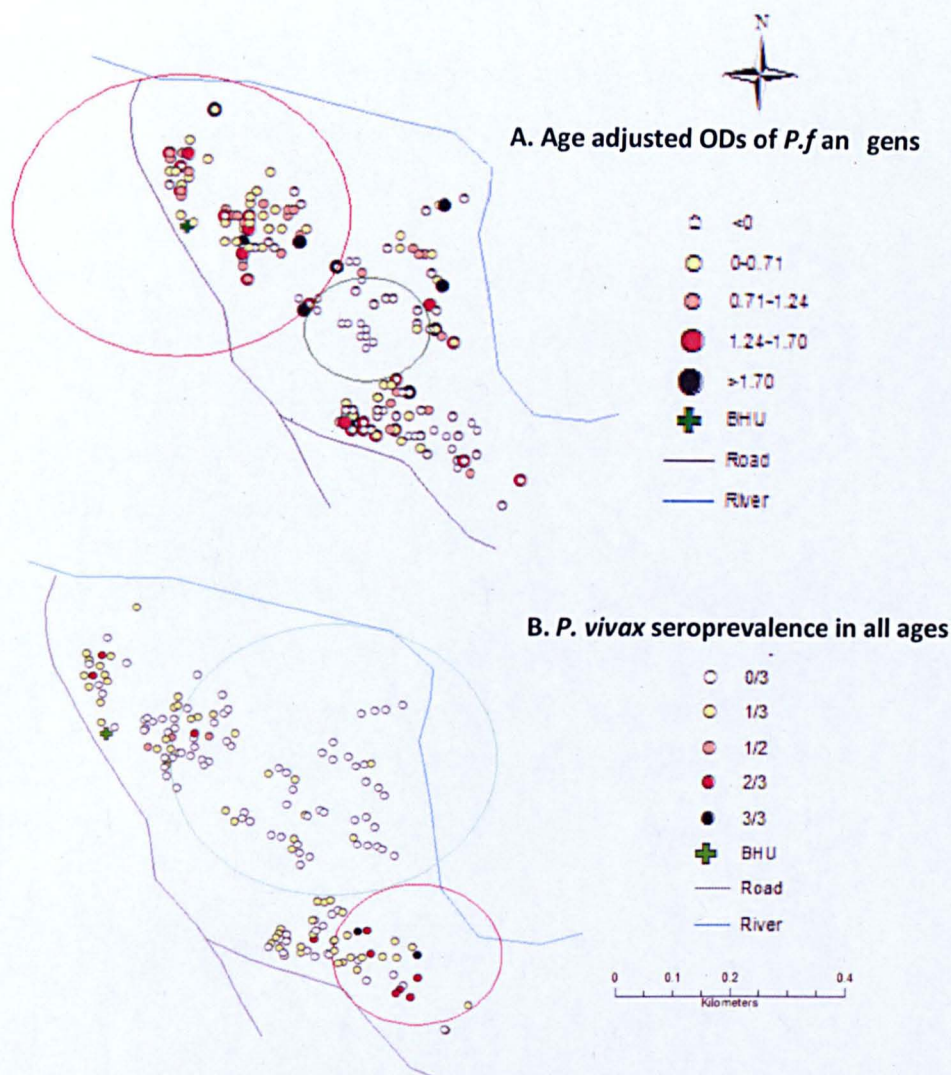 N
A. Age adjusted ODs of P.f an gens
<0
0-0.71
0.71-1.24
1.24-1.70
>1.70
BHU
Road
River
B. P. vivax seroprevalence in all ages
0/3
1/3
1/2
2/3
3/3
BHU
Road
River
0 0.1 0.2 0.4
Kilometers